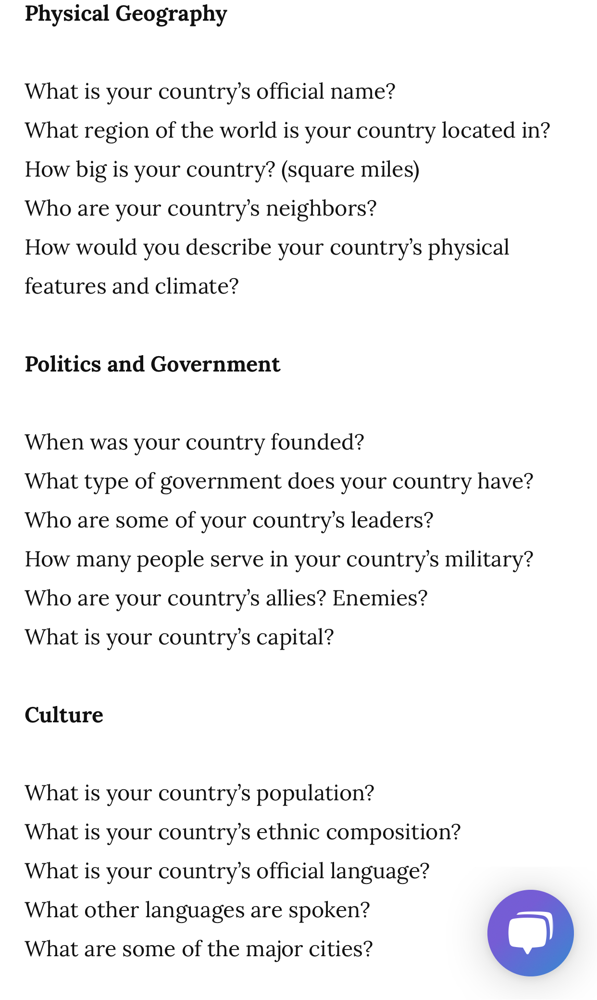 Physical Geography
What is your country’s official name?
What region of the world is your country located in?
How big is your country? (square miles)
Who are your country’s neighbors?
How would you describe your country’s physical
features and climate?
Politics and Government
When was your country founded?
What type of government does your country have?
Who are some of your country’s leaders?
How many people serve in your country’s military?
Who are your country’s allies? Enemies?
What is your country’s capital?
Culture
What is your country’s population?
What is your country’s ethnic composition?
What is your country’s official language?
What other languages are spoken?
What are some of the major cities?